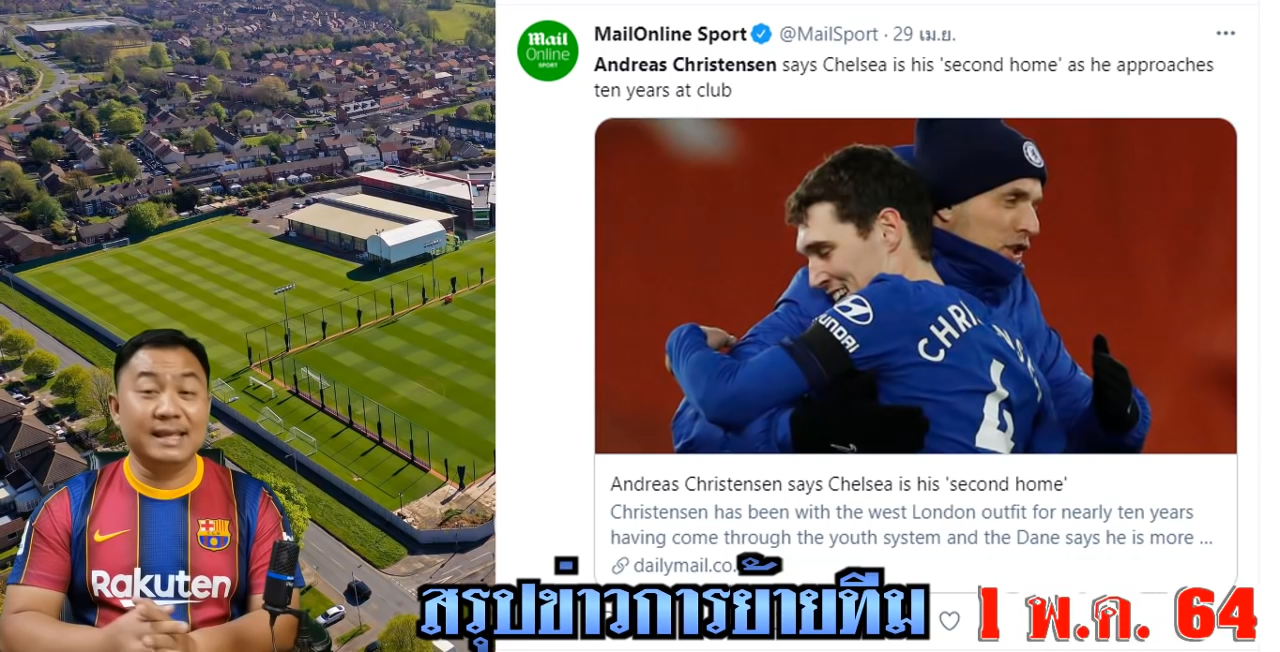 Mail
Online
SPORT
MailOnline Sport @MailSport · 29 เม.ย.
Andreas Christensen says Chelsea is his 'second home' as he approaches
ten years at club
HYUNDAI
4
Andreas Christensen says Chelsea is his 'second home'
Christensen has been with the west London outfit for nearly ten years
having come through the youth system and the Dane says he is more ...
dailymail.co.
Rakuten
สรุปข่าวการย้ายทีม 1 พ.ค. 64